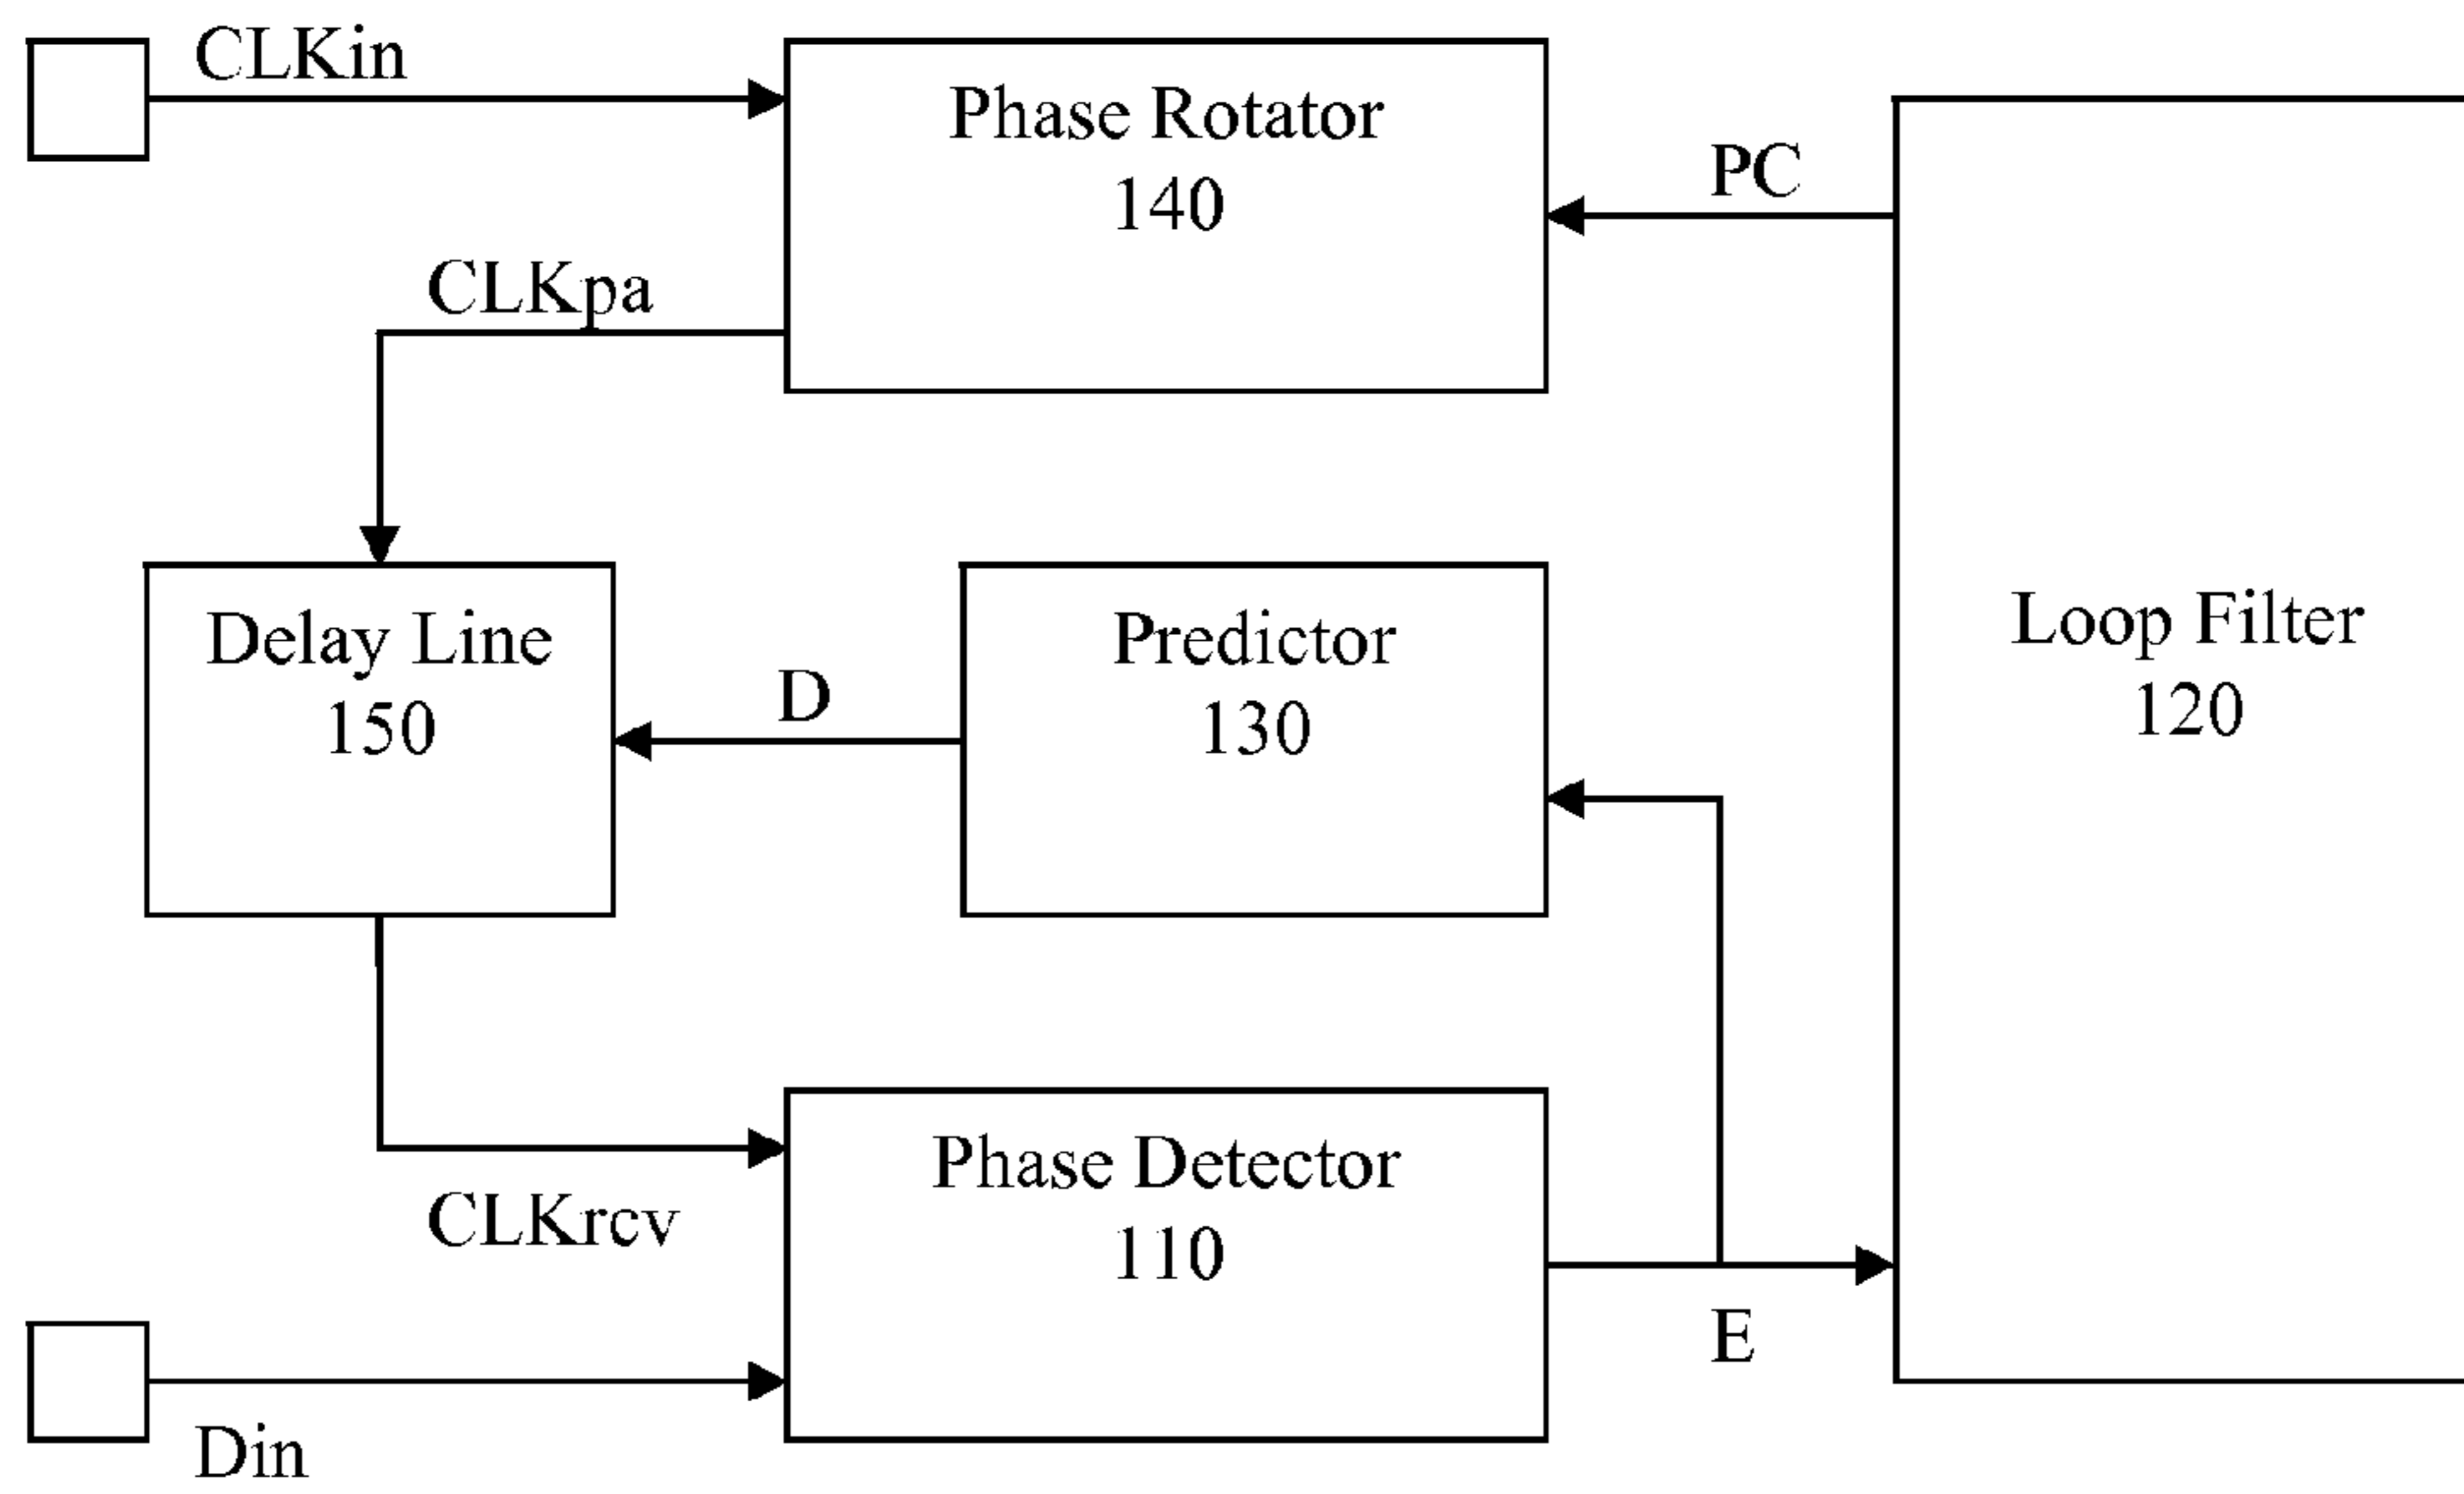 CLKin
Phase Rotator
140
PC
CLKpa
Delay Line
150
D
Predictor
130
Loop Filter
120
CLKrcv
Phase Detector
110
E
Din